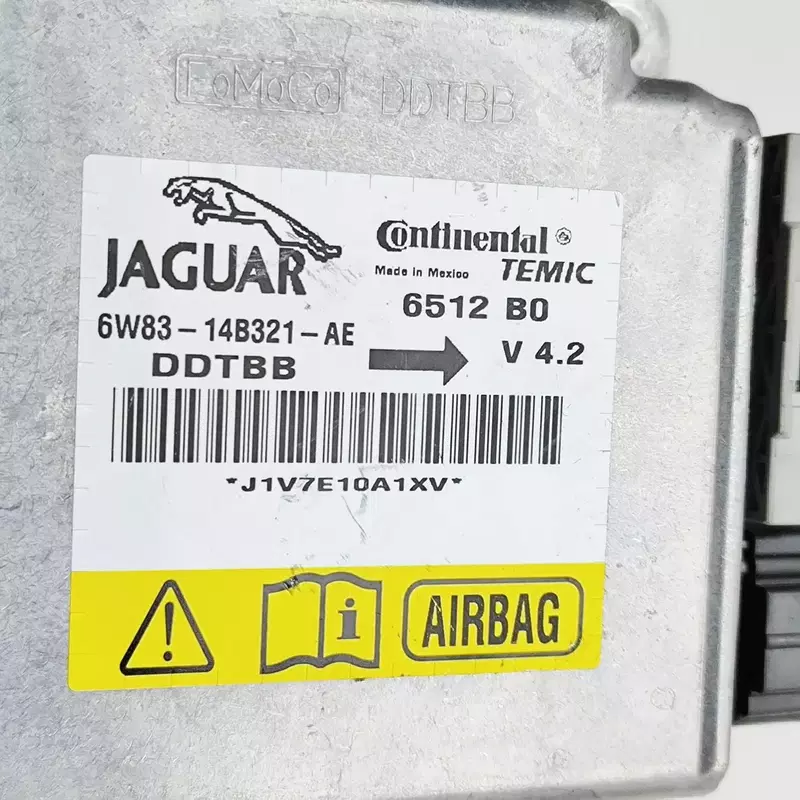 FoMoCo DDTBB
JAGUAR
Continental ®
Made in Mexico TEMIC
6512 B0
6W83-14B321-AE
DDTBB
V 4.2
*J1V7E10A1XV*
i
AIRBAG